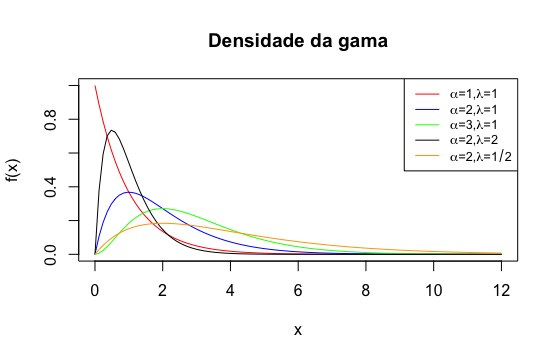 Densidade da gama
α=1,λ=1
α=2,λ=1
α=3,λ=1
α=2,λ=2
α=2,λ=1/2
f(x)
0.8
0.4
0.0
0 2 4 6 8 10 12
x